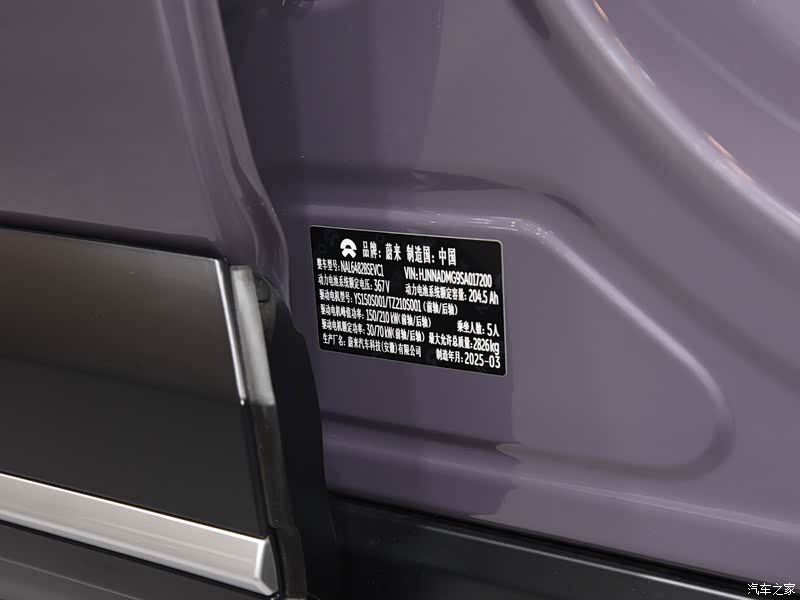 品牌：蔚来 制造国：中国
整车型号：NAL6482BSEVC1 VIN：HJNNADMG9SA017200
动力电池系统额定电压：367V 动力电池系统额定容量：204.5 Ah
驱动电机型号：YS150S001/TZ210S001（前轴/后轴）
驱动电机峰值功率：150/210 kW（前轴/后轴） 乘坐人数：5人
驱动电机额定功率：30/70 kW（前轴/后轴） 最大允许总质量：2826kg
生产厂名：蔚来汽车科技（安徽）有限公司 制造年月：2025-03
汽车之家